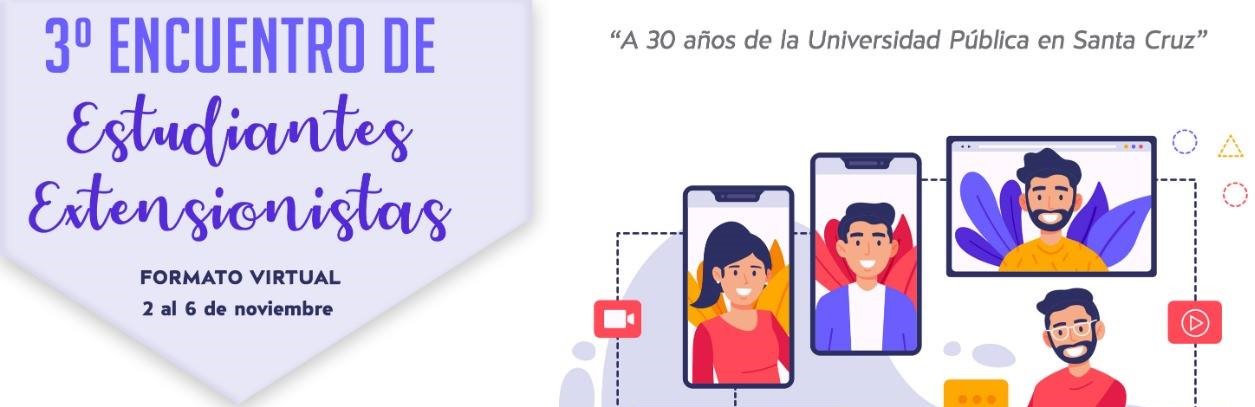 3º ENCUENTRO DE
Estudiantes
Extensionistas
FORMATO VIRTUAL
2 al 6 de noviembre
“A 30 años de la Universidad Pública en Santa Cruz”